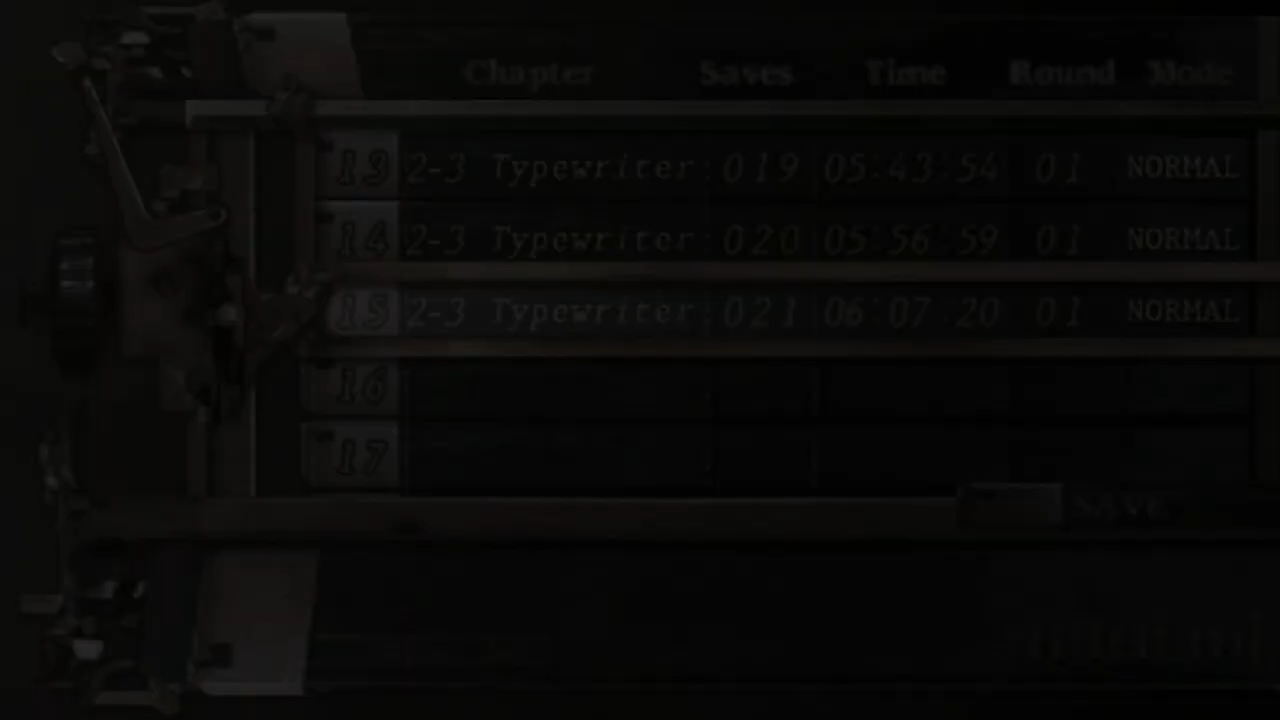 Chapter Saves Time Round Mode
13 2-3 Typewriter: 019 05:43:54 01 NORMAL
14 2-3 Typewriter: 020 05:56:59 01 NORMAL
15 2-3 Typewriter: 021 06:07:20 01 NORMAL
16
17
SAVE